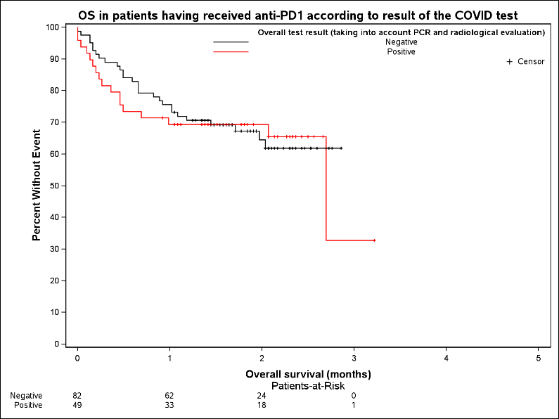 OS in patients having received anti-PD1 according to result of the COVID test
Overall test result (taking into account PCR and radiological evaluation)
Negative
Positive
+ Censor
Percent Without Event
100
90
80
70
60
50
40
30
20
10
0
0 1 2 3 4 5
Overall survival (months)
Patients-at-Risk
Negative 82 62 24 0
Positive 49 33 18 1